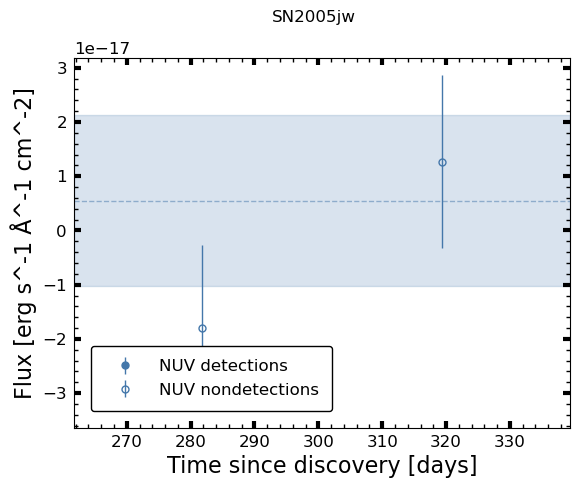 SN2005jw
1e−17
3
2
1
0
−1
−2
−3
Flux [erg s^-1 Å^-1 cm^-2]
NUV detections
NUV nondetections
270 280 290 300 310 320 330
Time since discovery [days]